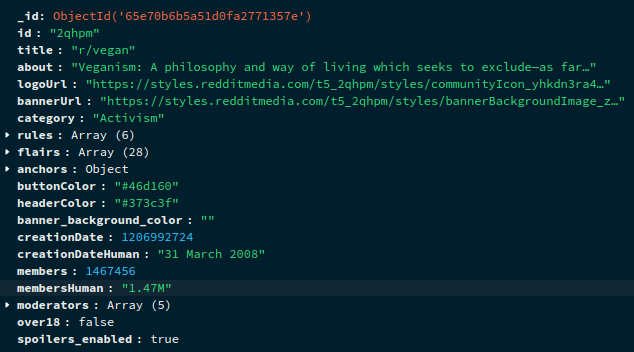 _id: ObjectId('65e70b6b5a51d0fa2771357e')
id : "2qhpm"
title : "r/vegan"
about : "Veganism: A philosophy and way of living which seeks to exclude—as far…"
logoUrl : "https://styles.redditmedia.com/t5_2qhpm/styles/communityIcon_yhkdn3ra4…"
bannerUrl : "https://styles.redditmedia.com/t5_2qhpm/styles/bannerBackgroundImage_z…"
category : "Activism"
rules : Array (6)
flairs : Array (28)
anchors : Object
buttonColor : "#46d160"
headerColor : "#373c3f"
banner_background_color : ""
creationDate : 1206992724
creationDateHuman : "31 March 2008"
members : 1467456
membersHuman : "1.47M"
moderators : Array (5)
over18 : false
spoilers_enabled : true